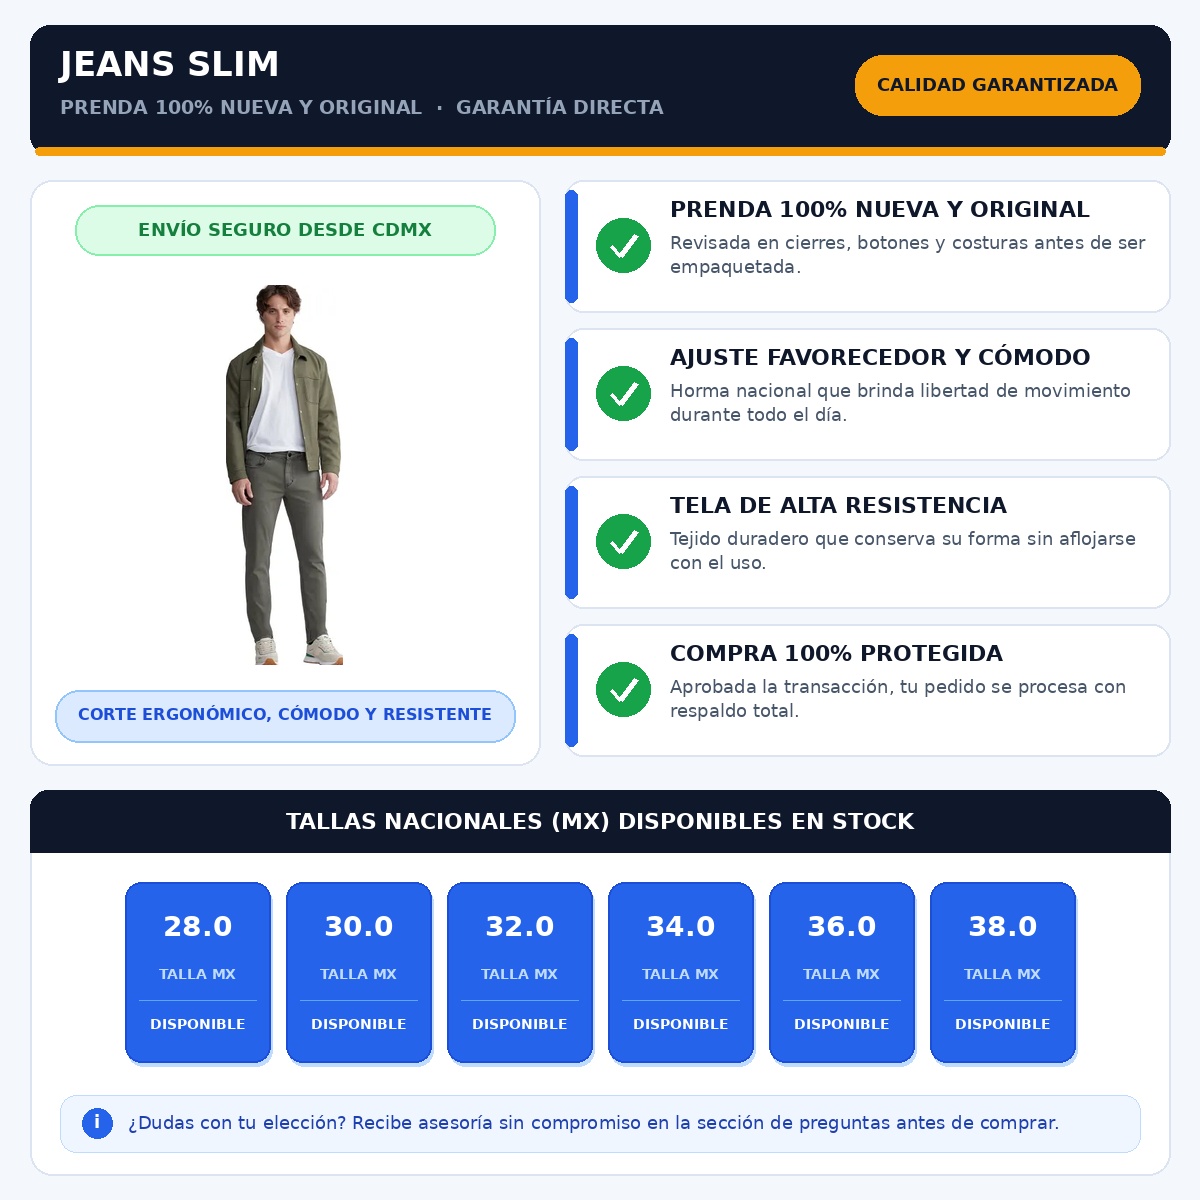 JEANS SLIM
PRENDA 100% NUEVA Y ORIGINAL · GARANTÍA DIRECTA
CALIDAD GARANTIZADA
ENVÍO SEGURO DESDE CDMX
CORTE ERGONÓMICO, CÓMODO Y RESISTENTE
PRENDA 100% NUEVA Y ORIGINAL
Revisada en cierres, botones y costuras antes de ser
empaquetada.
AJUSTE FAVORECEDOR Y CÓMODO
Horma nacional que brinda libertad de movimiento
durante todo el día.
TELA DE ALTA RESISTENCIA
Tejido duradero que conserva su forma sin aflojarse
con el uso.
COMPRA 100% PROTEGIDA
Aprobada la transacción, tu pedido se procesa con
respaldo total.
TALLAS NACIONALES (MX) DISPONIBLES EN STOCK
28.0
TALLA MX
DISPONIBLE
30.0
TALLA MX
DISPONIBLE
32.0
TALLA MX
DISPONIBLE
34.0
TALLA MX
DISPONIBLE
36.0
TALLA MX
DISPONIBLE
38.0
TALLA MX
DISPONIBLE
i
¿Dudas con tu elección? Recibe asesoría sin compromiso en la sección de preguntas antes de comprar.